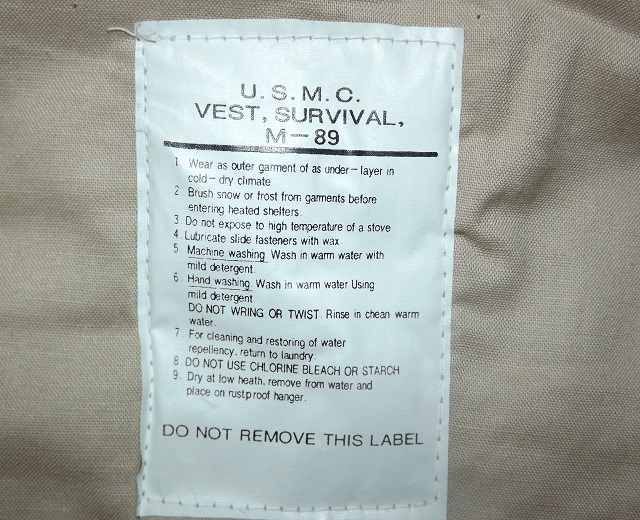 U.S.M.C.
VEST, SURVIVAL,
M-89
1 Wear as outer garment of as under-layer in
cold-dry climate
2 Brush snow or frost from garments before
entering heated shelters.
3 Do not expose to high temperature of a stove
4 Lubricate slide fasteners with wax
5 Machine washing. Wash in warm water with
mild detergent.
6 Hand washing. Wash in warm water Using
mild detergent
DO NOT WRING OR TWIST. Rinse in chean warm
water.
7. For cleaning and restoring of water
repellency, return to laundry.
8. DO NOT USE CHLORINE BLEACH OR STARCH
9. Dry at low heath, remove from water and
place on rustproof hanger.
DO NOT REMOVE THIS LABEL